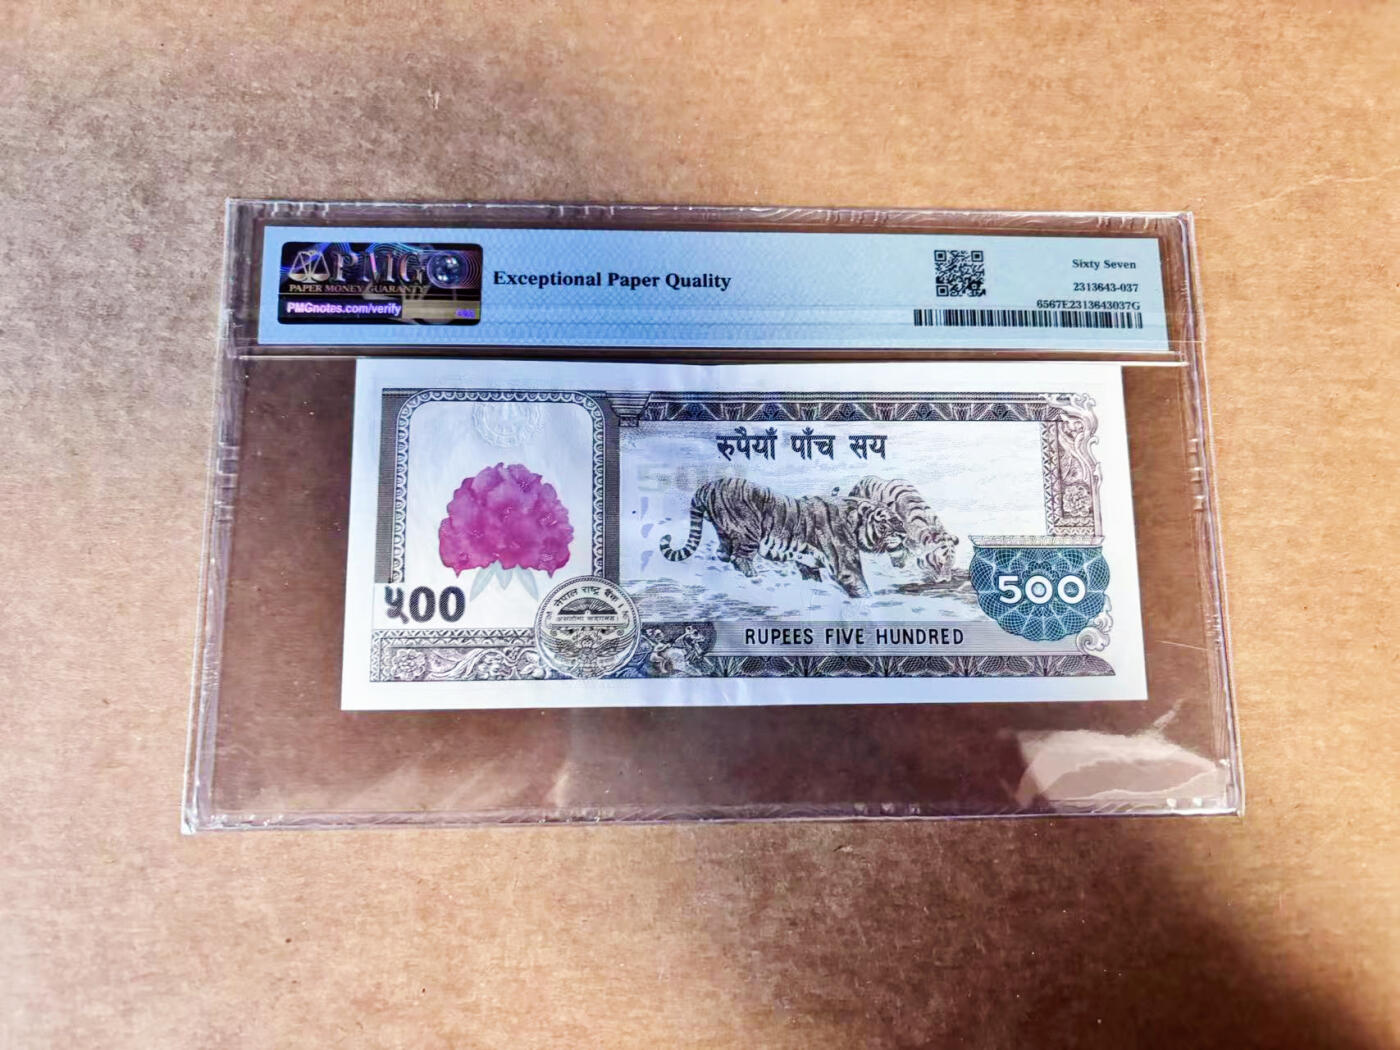 PMG
PAPER MONEY GUARANTY
PMGnotes.com/verify
Exceptional Paper Quality
Sixty Seven
2313643-037
6567E2313643037G
रुपैयाँ पाँच सय
500
५00
नेपाल राष्ट्र बैंक
RUPEES FIVE HUNDRED